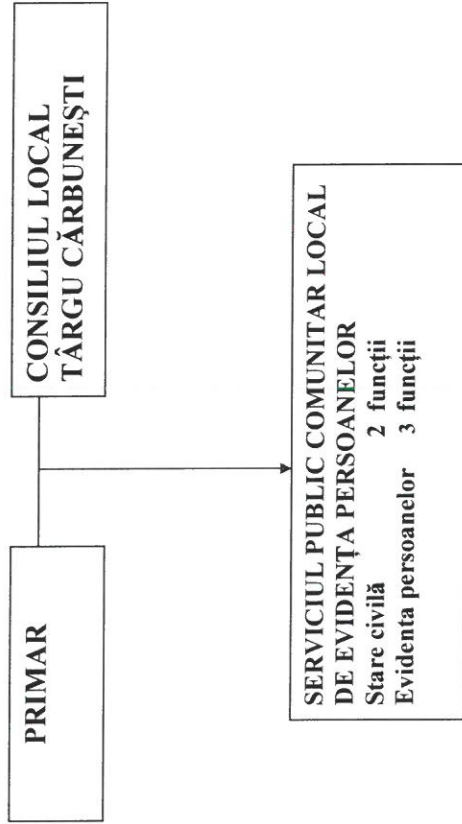 PRIMAR
CONSILIUL LOCAL
TÂRGU CĂRBUNEŞTI
SERVICIUL PUBLIC COMUNITAR LOCAL
DE EVIDENȚA PERSOANELOR
Stare civilă 2 funcții
Evidenta persoanelor 3 funcții